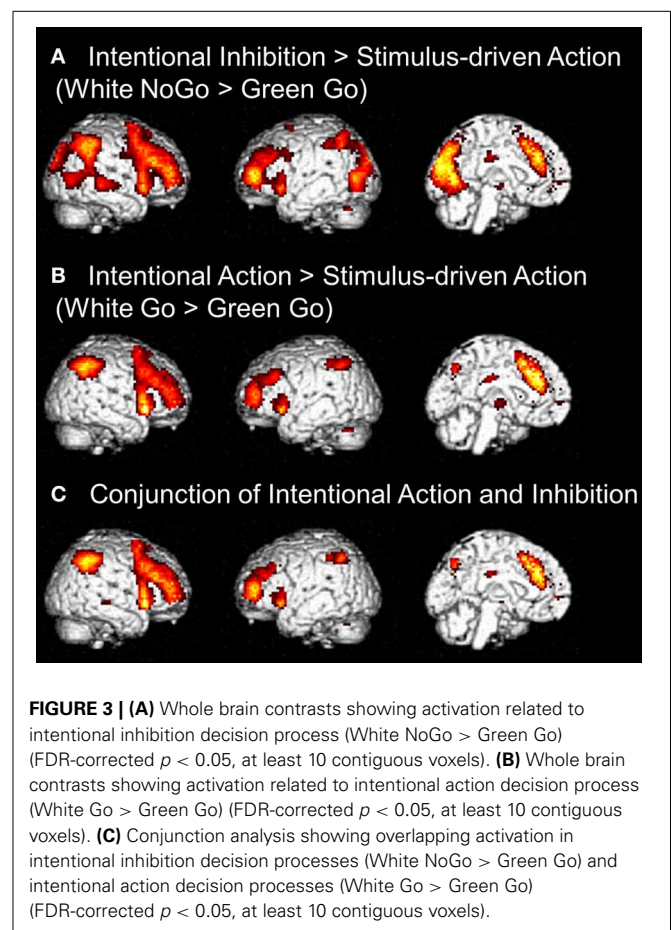 A Intentional Inhibition > Stimulus-driven Action
(White NoGo > Green Go)
B Intentional Action > Stimulus-driven Action
(White Go > Green Go)
C Conjunction of Intentional Action and Inhibition
FIGURE 3 | (A) Whole brain contrasts showing activation related to
intentional inhibition decision process (White NoGo > Green Go)
(FDR-corrected p < 0.05, at least 10 contiguous voxels). (B) Whole brain
contrasts showing activation related to intentional action decision process
(White Go > Green Go) (FDR-corrected p < 0.05, at least 10 contiguous
voxels). (C) Conjunction analysis showing overlapping activation in
intentional inhibition decision processes (White NoGo > Green Go) and
intentional action decision processes (White Go > Green Go)
(FDR-corrected p < 0.05, at least 10 contiguous voxels).